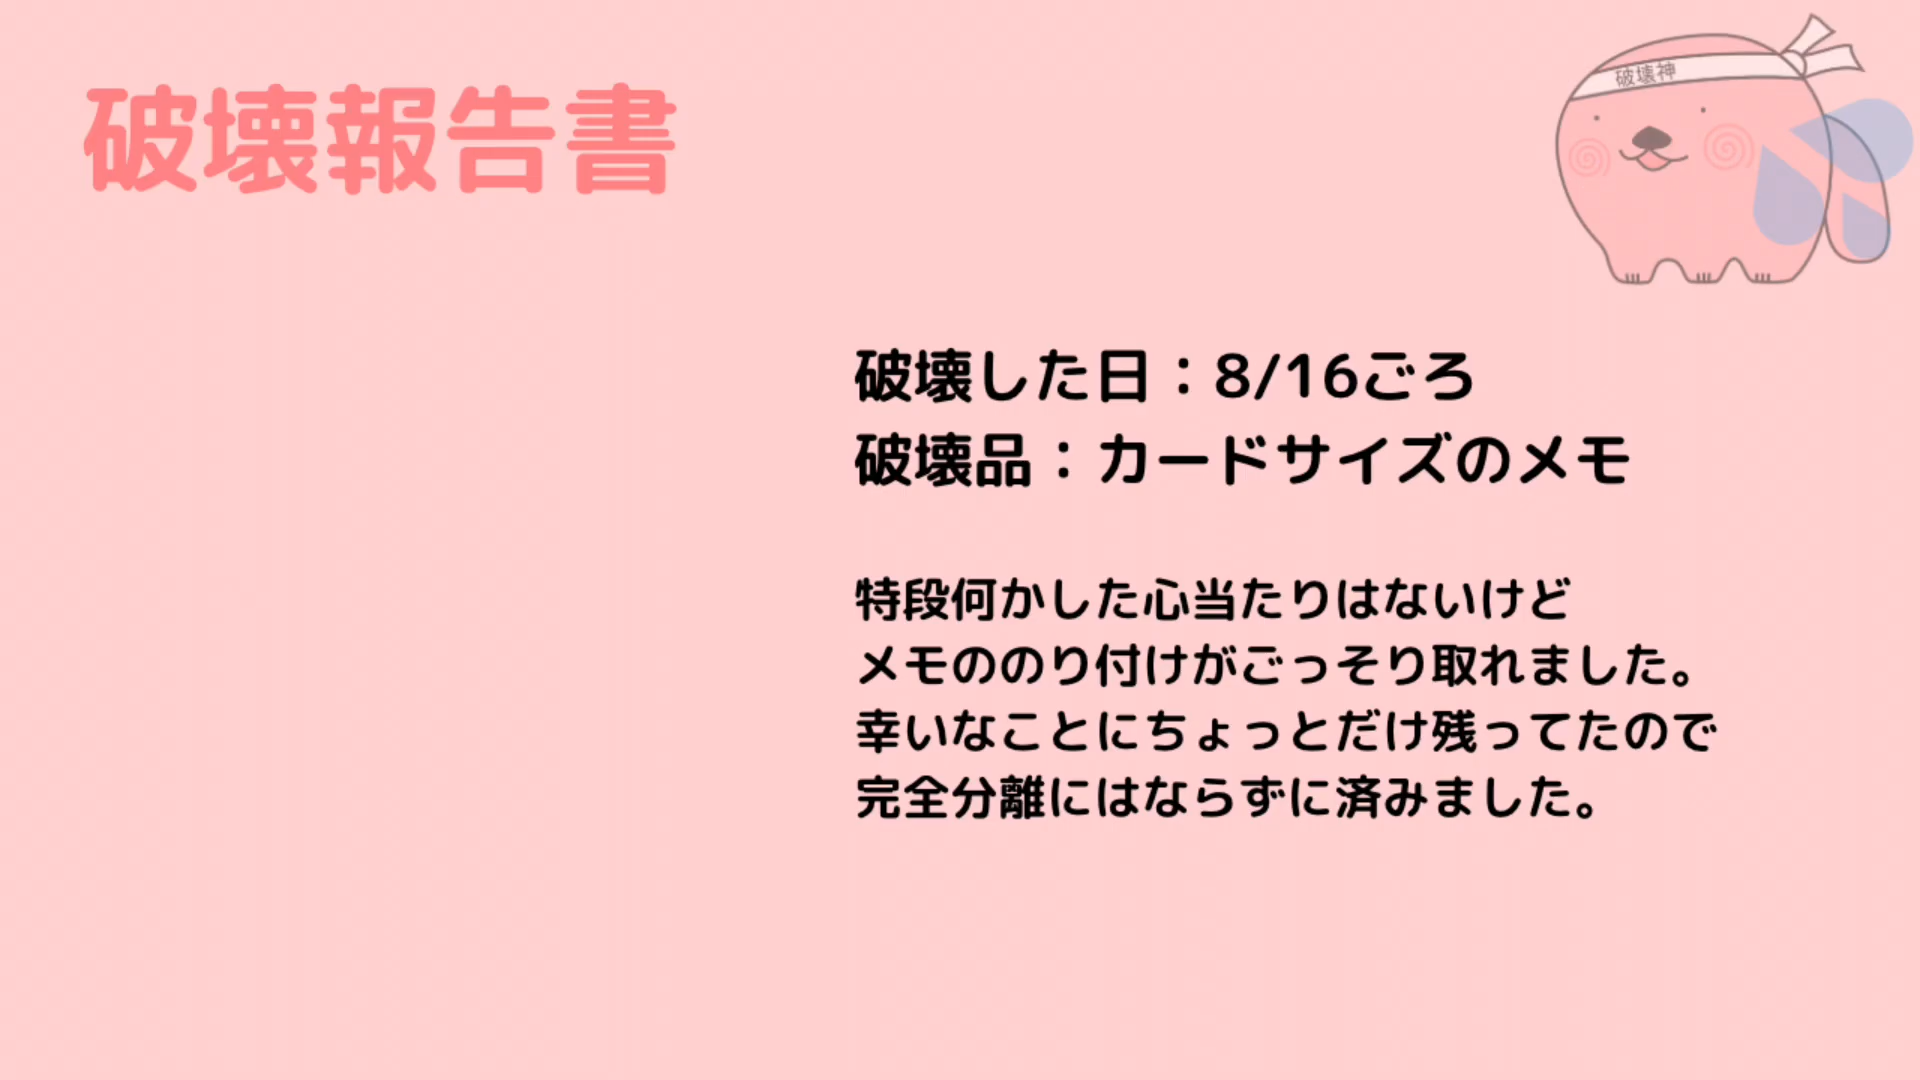 破壊報告書
破壊神
破壊した日：8/16ごろ
破壊品：カードサイズのメモ
特段何かした心当たりはないけど
メモののり付けがごっそり取れました。
幸いなことにちょっとだけ残ってたので
完全分離にはならずに済みました。